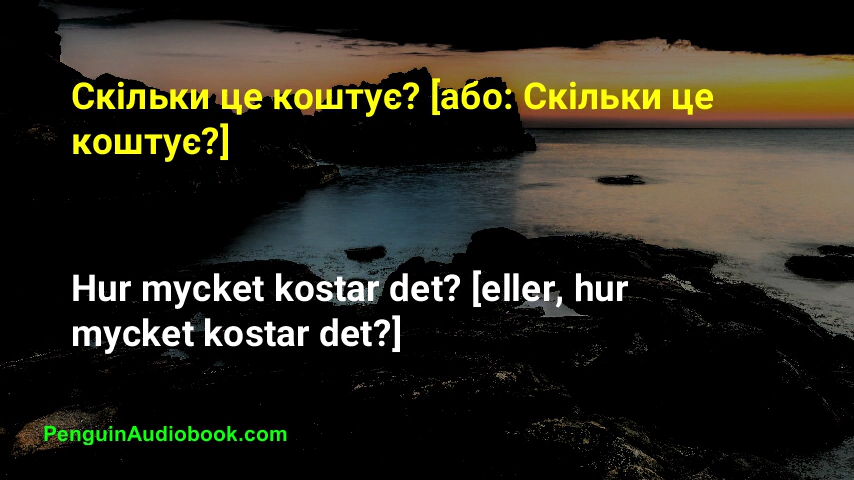 Скільки це коштує? [або: Скільки це
коштує?]
Hur mycket kostar det? [eller, hur
mycket kostar det?]
PenguinAudiobook.com